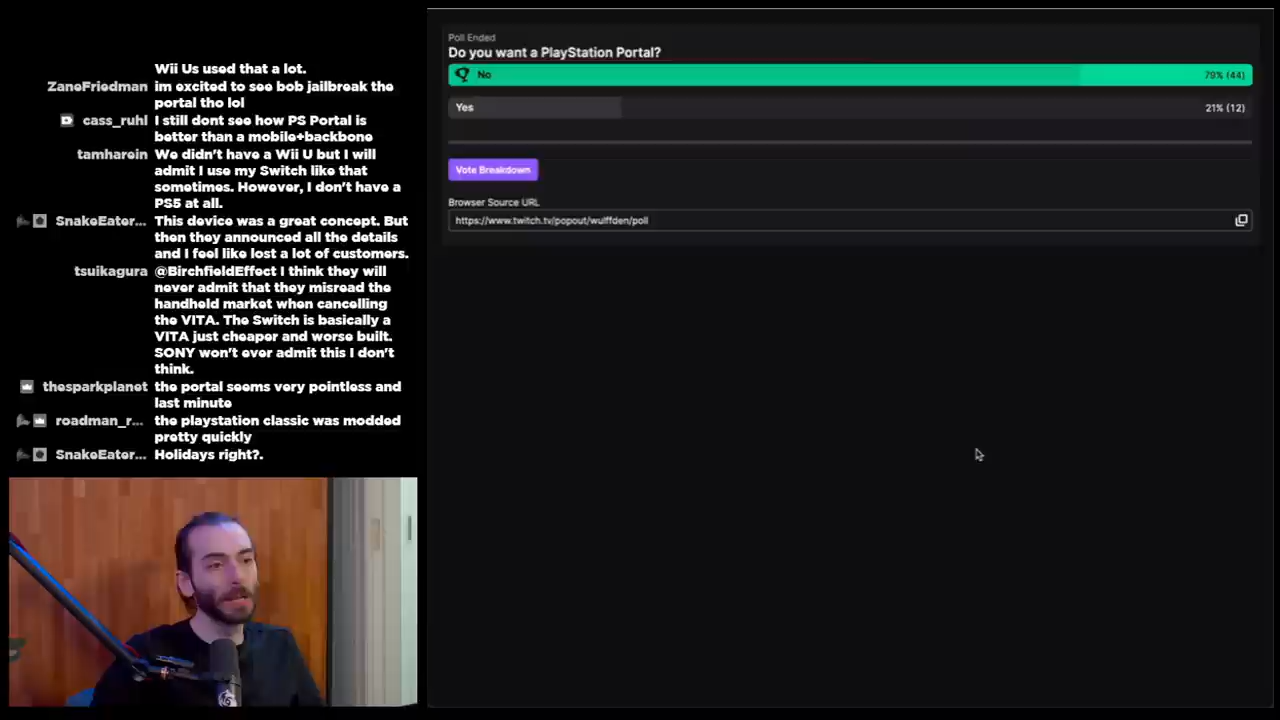 Wii Us used that a lot.
ZaneFriedman im excited to see bob jailbreak the
portal tho lol
cass_ruhl I still dont see how PS Portal is
better than a mobile+backbone
tamharein We didn't have a Wii U but I will
admit I use my Switch like that
sometimes. However, I don't have a
PS5 at all.
SnakeEater... This device was a great concept. But
then they announced all the details
and I feel like lost a lot of customers.
tsuikagura @BirchfieldEffect I think they will
never admit that they misread the
handheld market when cancelling
the VITA. The Switch is basically a
VITA just cheaper and worse built.
SONY won't ever admit this I don't
think.
thesparkplanet the portal seems very pointless and
last minute
roadman_r... the playstation classic was modded
pretty quickly
SnakeEater... Holidays right?.
Poll Ended
Do you want a PlayStation Portal?
No 79% (44)
Yes 21% (12)
Vote Breakdown
Browser Source URL
https://www.twitch.tv/popout/wulffden/poll